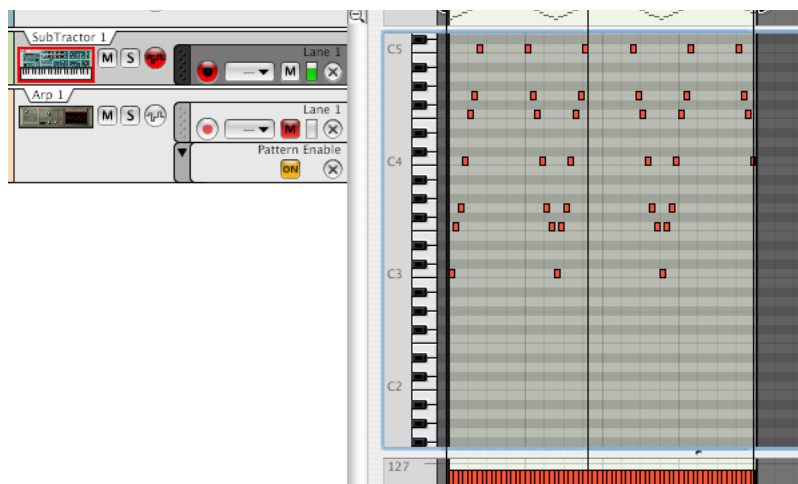 SubTractor 1
M S
Lane 1
M
Arp 1
M S
Lane 1
M
Pattern Enable
ON
C5
C4
C3
C2
127